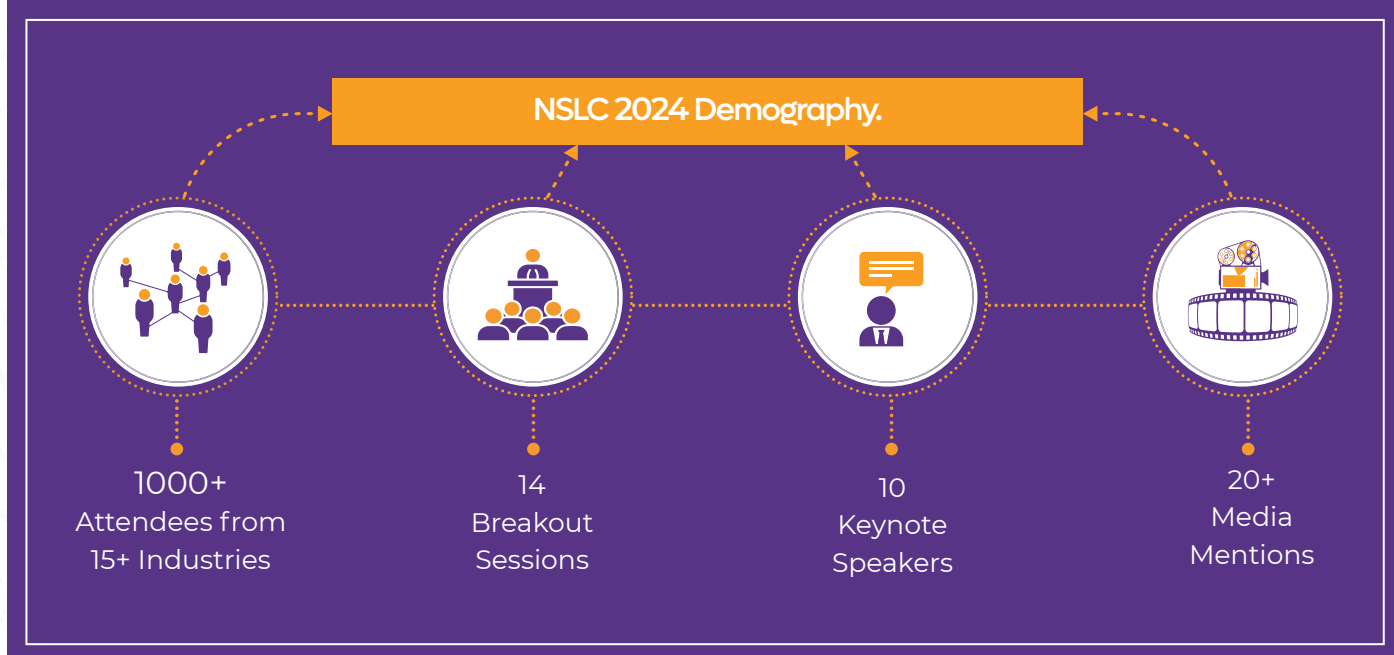 NSLC 2024 Demography.
1000+
Attendees from
15+ Industries
14
Breakout
Sessions
10
Keynote
Speakers
20+
Media
Mentions